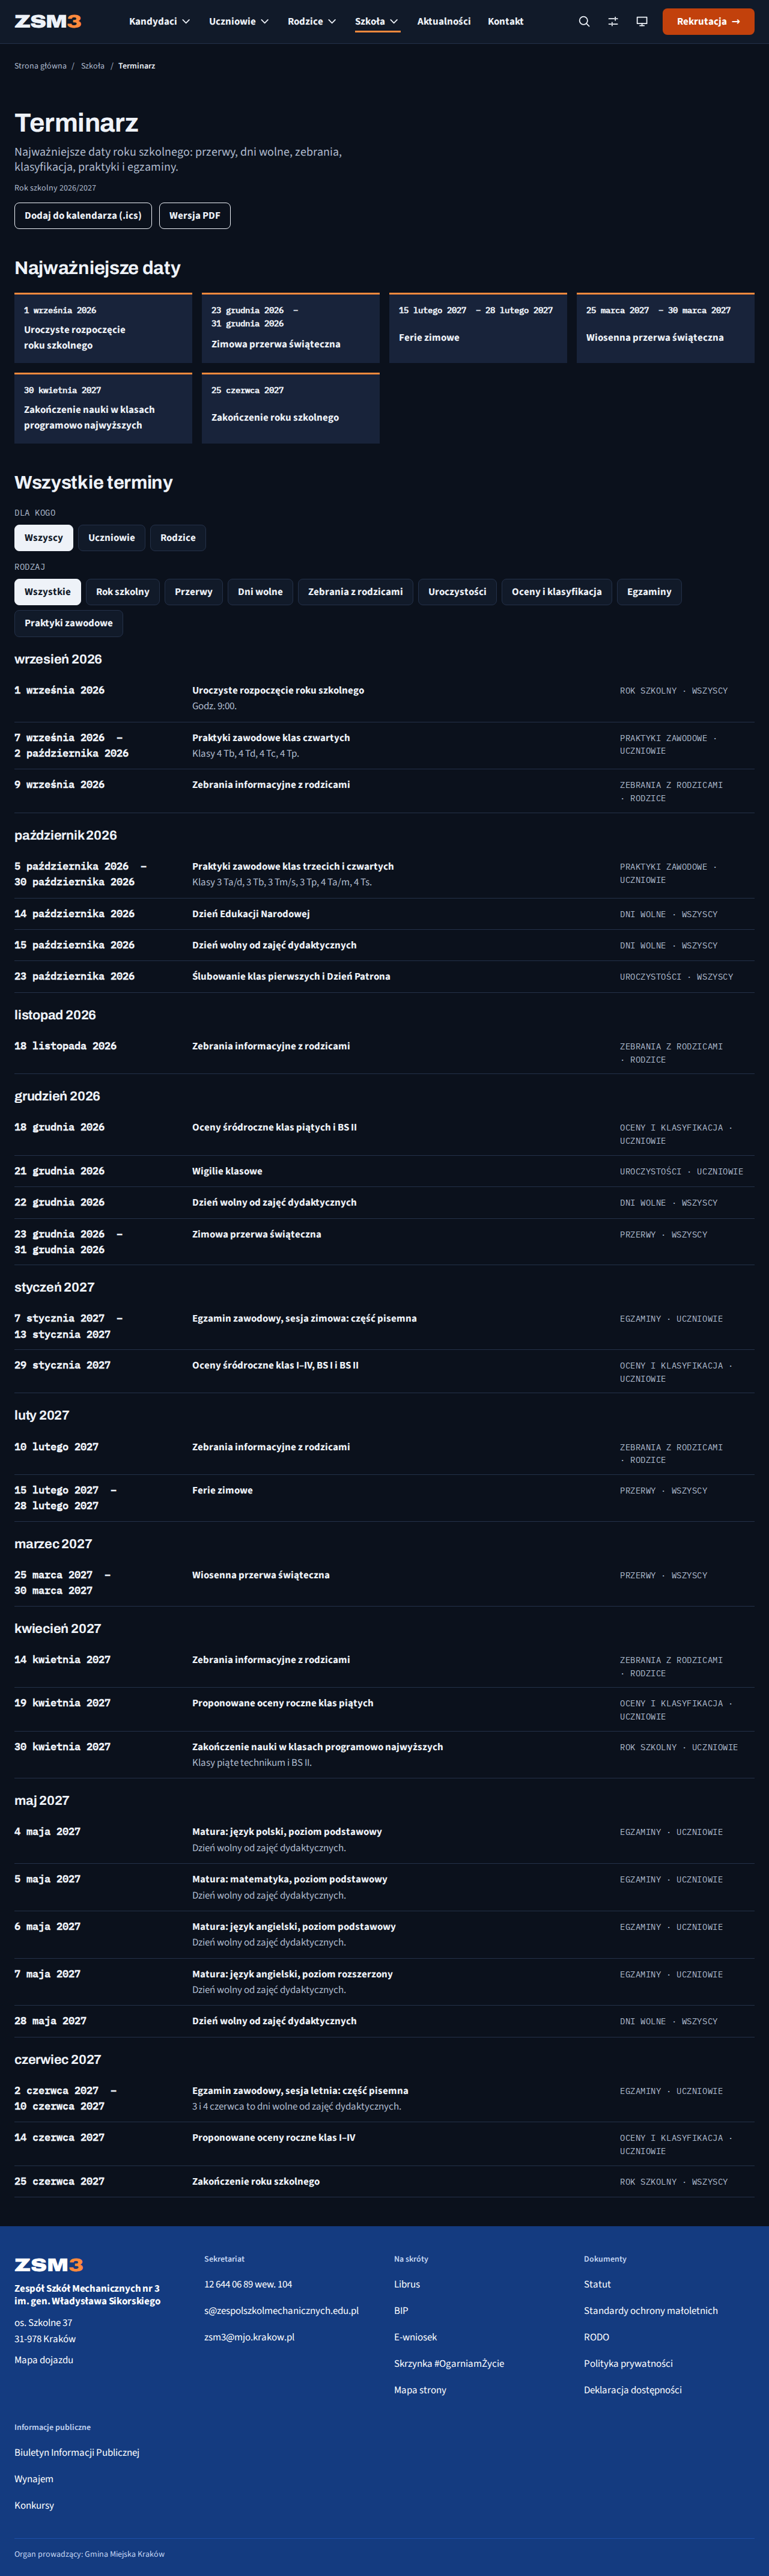 ZSM3 Kandydaci Uczniowie Rodzice Szkoła Aktualności Kontakt Rekrutacja →
Strona główna / Szkoła / Terminarz
Terminarz
Najważniejsze daty roku szkolnego: przerwy, dni wolne, zebrania,
klasyfikacja, praktyki i egzaminy.
Rok szkolny 2026/2027
Dodaj do kalendarza (.ics) Wersja PDF
Najważniejsze daty
1 września 2026
Uroczyste rozpoczęcie
roku szkolnego
23 grudnia 2026 –
31 grudnia 2026
Zimowa przerwa świąteczna
15 lutego 2027 – 28 lutego 2027
Ferie zimowe
25 marca 2027 – 30 marca 2027
Wiosenna przerwa świąteczna
30 kwietnia 2027
Zakończenie nauki w klasach
programowo najwyższych
25 czerwca 2027
Zakończenie roku szkolnego
Wszystkie terminy
DLA KOGO
Wszyscy Uczniowie Rodzice
RODZAJ
Wszystkie Rok szkolny Przerwy Dni wolne Zebrania z rodzicami Uroczystości Oceny i klasyfikacja Egzaminy
Praktyki zawodowe
wrzesień 2026
1 września 2026
Uroczyste rozpoczęcie roku szkolnego
Godz. 9:00.
ROK SZKOLNY · WSZYSCY
7 września 2026 –
2 października 2026
Praktyki zawodowe klas czwartych
Klasy 4 Tb, 4 Td, 4 Tc, 4 Tp.
PRAKTYKI ZAWODOWE ·
UCZNIOWIE
9 września 2026
Zebrania informacyjne z rodzicami
ZEBRANIA Z RODZICAMI
· RODZICE
październik 2026
5 października 2026 –
30 października 2026
Praktyki zawodowe klas trzecich i czwartych
Klasy 3 Ta/d, 3 Tb, 3 Tm/s, 3 Tp, 4 Ta/m, 4 Ts.
PRAKTYKI ZAWODOWE ·
UCZNIOWIE
14 października 2026
Dzień Edukacji Narodowej
DNI WOLNE · WSZYSCY
15 października 2026
Dzień wolny od zajęć dydaktycznych
DNI WOLNE · WSZYSCY
23 października 2026
Ślubowanie klas pierwszych i Dzień Patrona
UROCZYSTOŚCI · WSZYSCY
listopad 2026
18 listopada 2026
Zebrania informacyjne z rodzicami
ZEBRANIA Z RODZICAMI
· RODZICE
grudzień 2026
18 grudnia 2026
Oceny śródroczne klas piątych i BS II
OCENY I KLASYFIKACJA ·
UCZNIOWIE
21 grudnia 2026
Wigilie klasowe
UROCZYSTOŚCI · UCZNIOWIE
22 grudnia 2026
Dzień wolny od zajęć dydaktycznych
DNI WOLNE · WSZYSCY
23 grudnia 2026 –
31 grudnia 2026
Zimowa przerwa świąteczna
PRZERWY · WSZYSCY
styczeń 2027
7 stycznia 2027 –
13 stycznia 2027
Egzamin zawodowy, sesja zimowa: część pisemna
EGZAMINY · UCZNIOWIE
29 stycznia 2027
Oceny śródroczne klas I–IV, BS I i BS II
OCENY I KLASYFIKACJA ·
UCZNIOWIE
luty 2027
10 lutego 2027
Zebrania informacyjne z rodzicami
ZEBRANIA Z RODZICAMI
· RODZICE
15 lutego 2027 –
28 lutego 2027
Ferie zimowe
PRZERWY · WSZYSCY
marzec 2027
25 marca 2027 –
30 marca 2027
Wiosenna przerwa świąteczna
PRZERWY · WSZYSCY
kwiecień 2027
14 kwietnia 2027
Zebrania informacyjne z rodzicami
ZEBRANIA Z RODZICAMI
· RODZICE
19 kwietnia 2027
Proponowane oceny roczne klas piątych
OCENY I KLASYFIKACJA ·
UCZNIOWIE
30 kwietnia 2027
Zakończenie nauki w klasach programowo najwyższych
Klasy piąte technikum i BS II.
ROK SZKOLNY · UCZNIOWIE
maj 2027
4 maja 2027
Matura: język polski, poziom podstawowy
Dzień wolny od zajęć dydaktycznych.
EGZAMINY · UCZNIOWIE
5 maja 2027
Matura: matematyka, poziom podstawowy
Dzień wolny od zajęć dydaktycznych.
EGZAMINY · UCZNIOWIE
6 maja 2027
Matura: język angielski, poziom podstawowy
Dzień wolny od zajęć dydaktycznych.
EGZAMINY · UCZNIOWIE
7 maja 2027
Matura: język angielski, poziom rozszerzony
Dzień wolny od zajęć dydaktycznych.
EGZAMINY · UCZNIOWIE
28 maja 2027
Dzień wolny od zajęć dydaktycznych
DNI WOLNE · WSZYSCY
czerwiec 2027
2 czerwca 2027 –
10 czerwca 2027
Egzamin zawodowy, sesja letnia: część pisemna
3 i 4 czerwca to dni wolne od zajęć dydaktycznych.
EGZAMINY · UCZNIOWIE
14 czerwca 2027
Proponowane oceny roczne klas I–IV
OCENY I KLASYFIKACJA ·
UCZNIOWIE
25 czerwca 2027
Zakończenie roku szkolnego
ROK SZKOLNY · WSZYSCY
ZSM3
Zespół Szkół Mechanicznych nr 3
im. gen. Władysława Sikorskiego
os. Szkolne 37
31-978 Kraków
Mapa dojazdu
Sekretariat
12 644 06 89 wew. 104
s@zespolszkolmechanicznych.edu.pl
zsm3@mjo.krakow.pl
Na skróty
Librus
BIP
E-wniosek
Skrzynka #OgarniamŻycie
Mapa strony
Dokumenty
Statut
Standardy ochrony małoletnich
RODO
Polityka prywatności
Deklaracja dostępności
Informacje publiczne
Biuletyn Informacji Publicznej
Wynajem
Konkursy
Organ prowadzący: Gmina Miejska Kraków